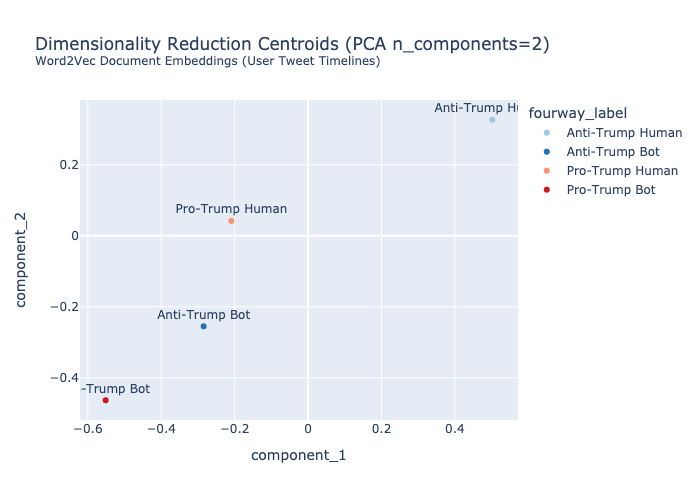 Dimensionality Reduction Centroids (PCA n_components=2)
Word2Vec Document Embeddings (User Tweet Timelines)
fourway_label
Anti-Trump Human
Anti-Trump Bot
Pro-Trump Human
Pro-Trump Bot
component_2
0.2
0
−0.2
−0.4
Anti-Trump Hu
Pro-Trump Human
Anti-Trump Bot
-Trump Bot
−0.6
−0.4
−0.2
0
0.2
0.4
component_1